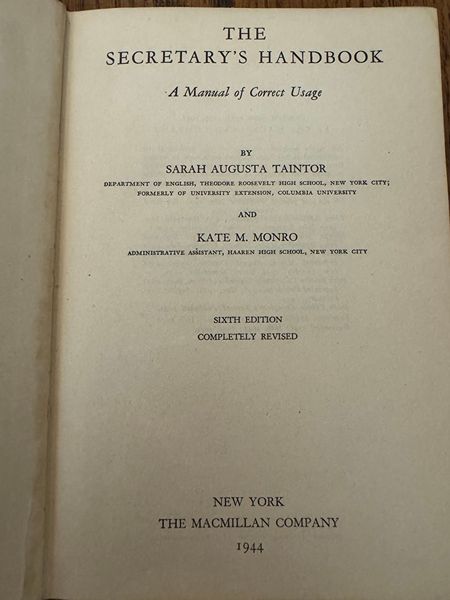 THE
SECRETARY'S HANDBOOK
A Manual of Correct Usage
BY
SARAH AUGUSTA TAINTOR
DEPARTMENT OF ENGLISH, THEODORE ROOSEVELT HIGH SCHOOL, NEW YORK CITY;
FORMERLY OF UNIVERSITY EXTENSION, COLUMBIA UNIVERSITY
AND
KATE M. MONRO
ADMINISTRATIVE ASSISTANT, HAAREN HIGH SCHOOL, NEW YORK CITY
SIXTH EDITION
COMPLETELY REVISED
NEW YORK
THE MACMILLAN COMPANY
1944